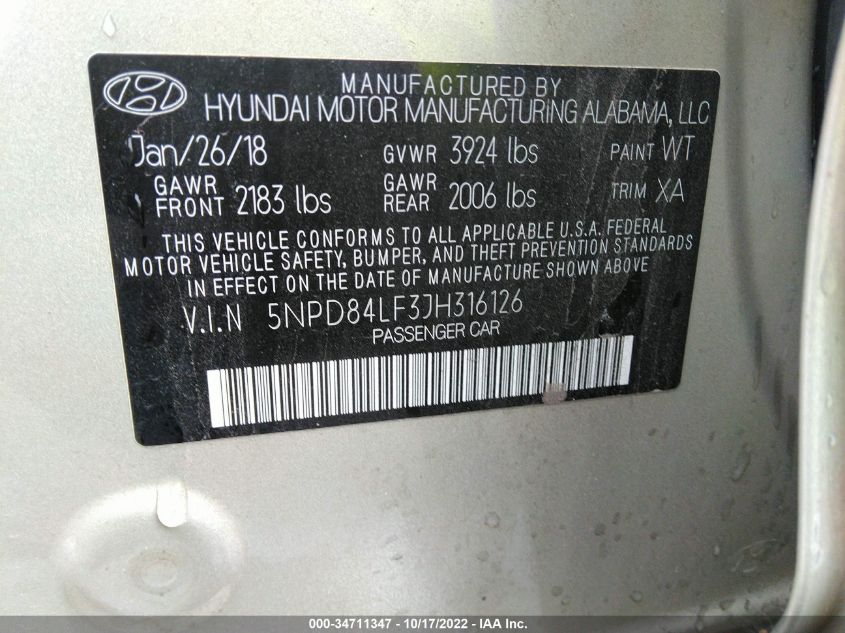 MANUFACTURED BY
HYUNDAI MOTOR MANUFACTURING ALABAMA, LLC
Jan/26/18 GVWR 3924 lbs PAINT WT
GAWR FRONT 2183 lbs GAWR REAR 2006 lbs TRIM XA
THIS VEHICLE CONFORMS TO ALL APPLICABLE U.S.A. FEDERAL
MOTOR VEHICLE SAFETY, BUMPER, AND THEFT PREVENTION STANDARDS
IN EFFECT ON THE DATE OF MANUFACTURE SHOWN ABOVE
V.I.N 5NPD84LF3JH316126
PASSENGER CAR
000-34711347 - 10/17/2022 - IAA Inc.